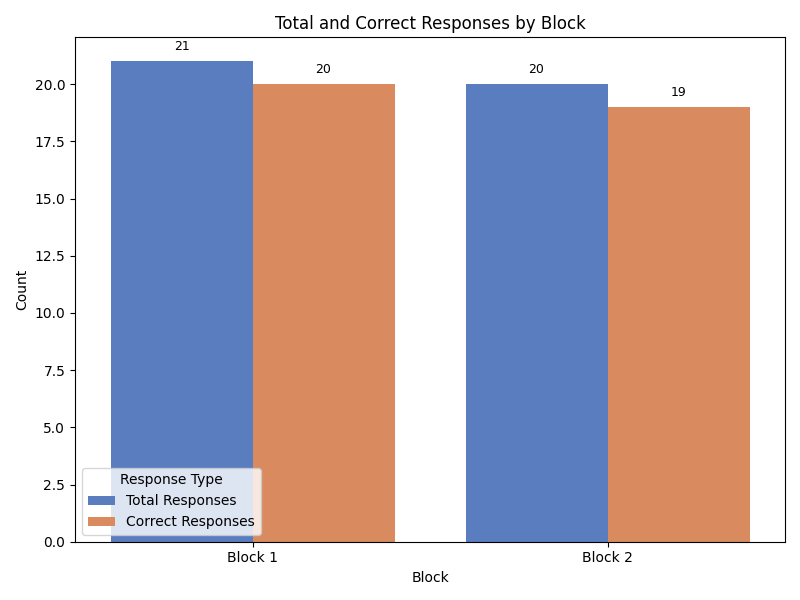 Total and Correct Responses by Block
21
20
20
19
20.0
17.5
15.0
12.5
10.0
7.5
5.0
2.5
0.0
Count
Response Type
Total Responses
Correct Responses
Block 1
Block 2
Block